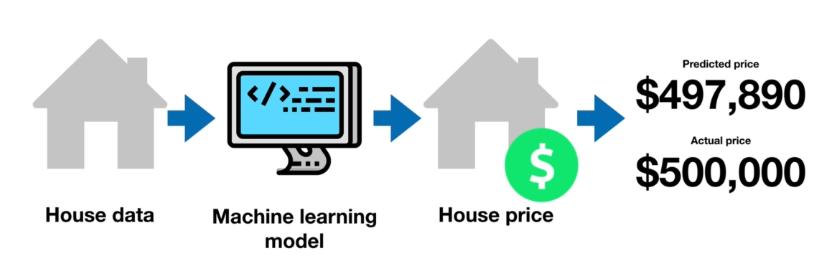 House data
</>
Machine learning
model
House price
$
Predicted price
$497,890
Actual price
$500,000